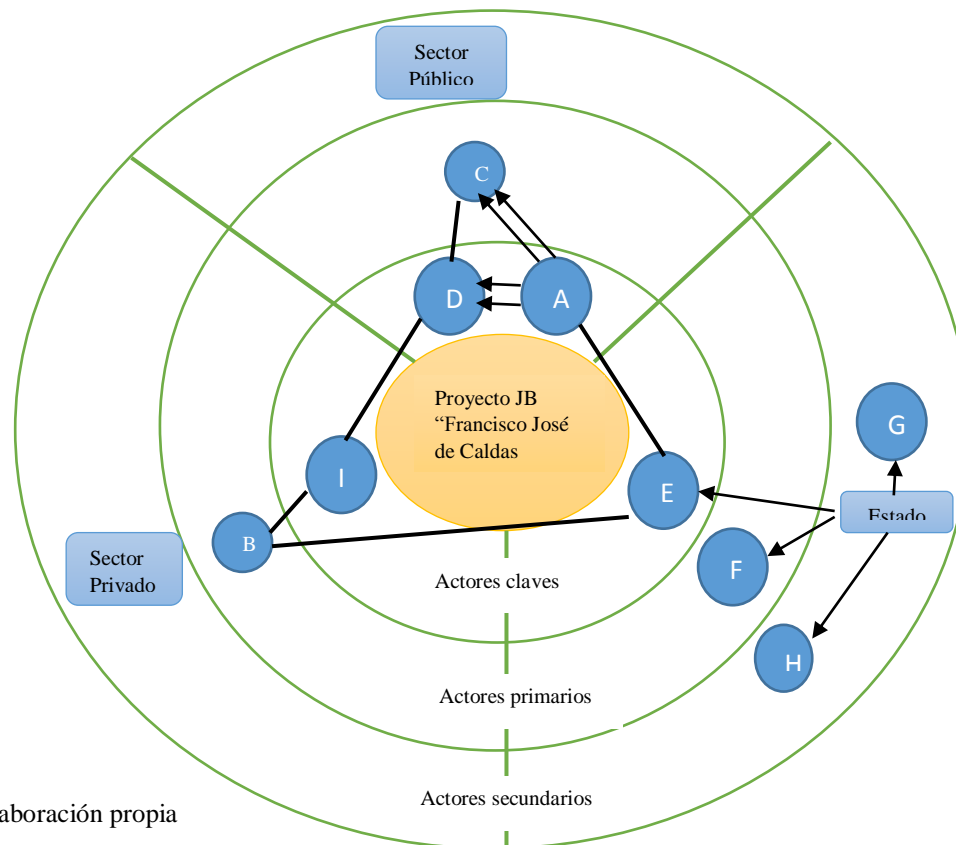 Sector
Público
C
D
A
Proyecto JB
“Francisco José
de Caldas
G
I
E
Estado
B
Sector
Privado
F
Actores claves
H
Actores primarios
Actores secundarios
aboración propia